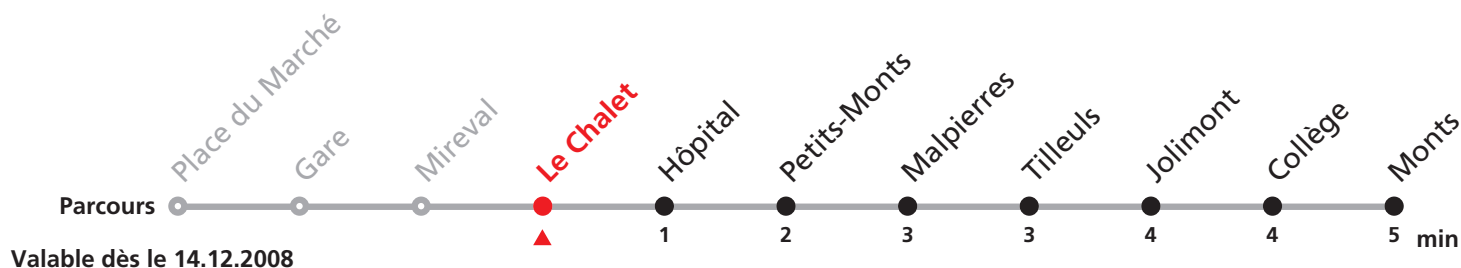 Place du Marché
Gare
Mireval
Le Chalet
Hôpital
Petits-Monts
Malpierres
Tilleuls
Jolimont
Collège
Monts
Parcours
1 2 3 3 4 4 5 min
Valable dès le 14.12.2008